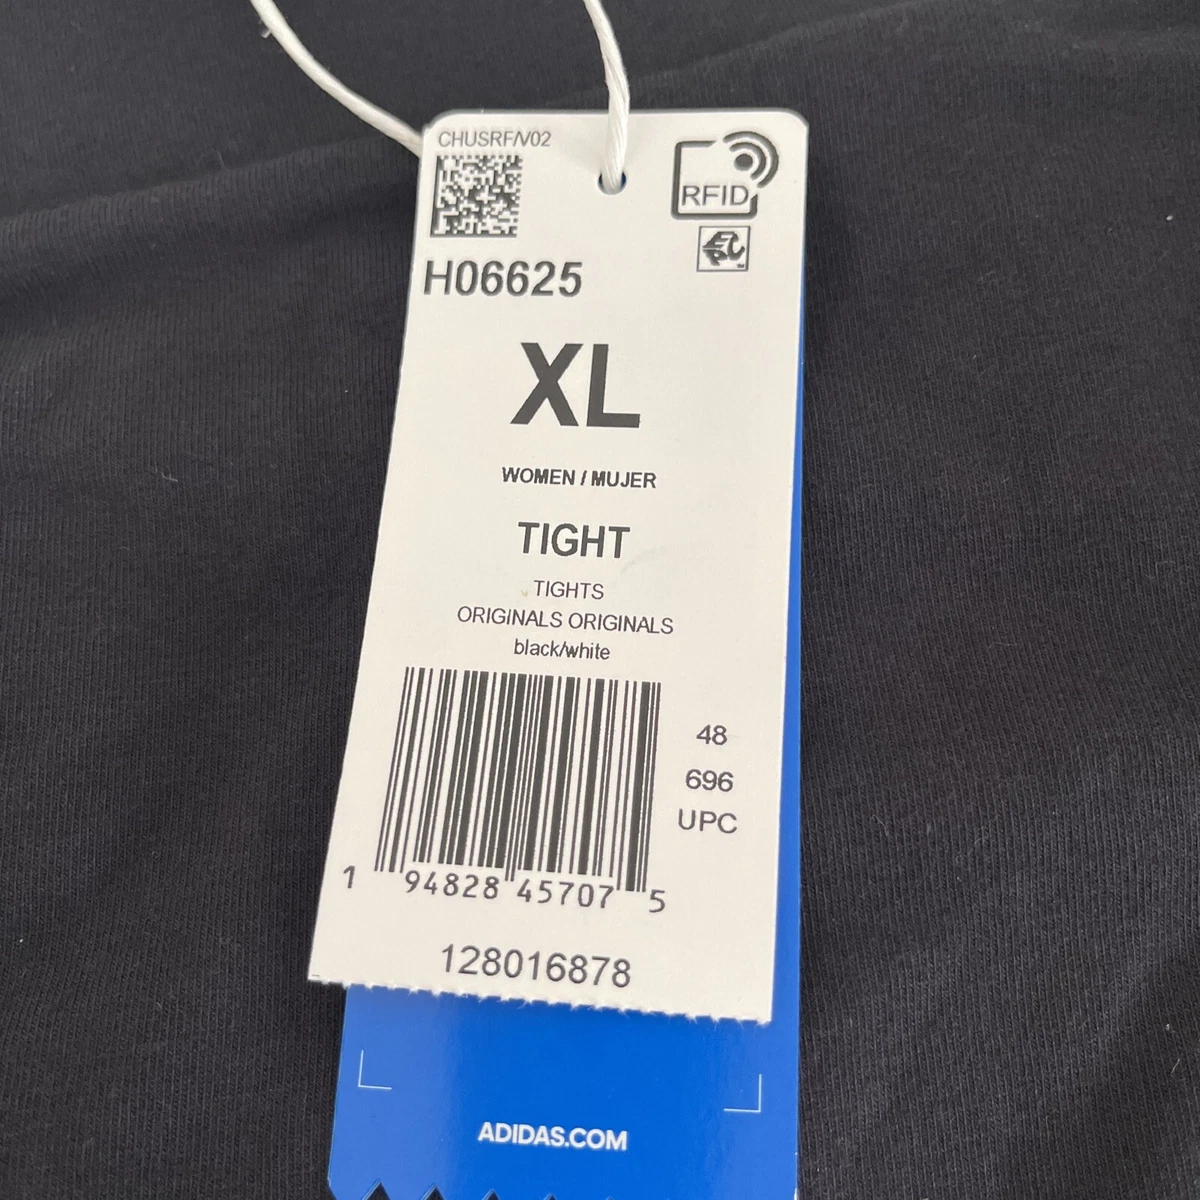 CHUSRF/V02
RFID
EPC
H06625
XL
WOMEN / MUJER
TIGHT
TIGHTS
ORIGINALS ORIGINALS
black/white
48
696
UPC
1 94828 45707 5
128016878
ADIDAS.COM